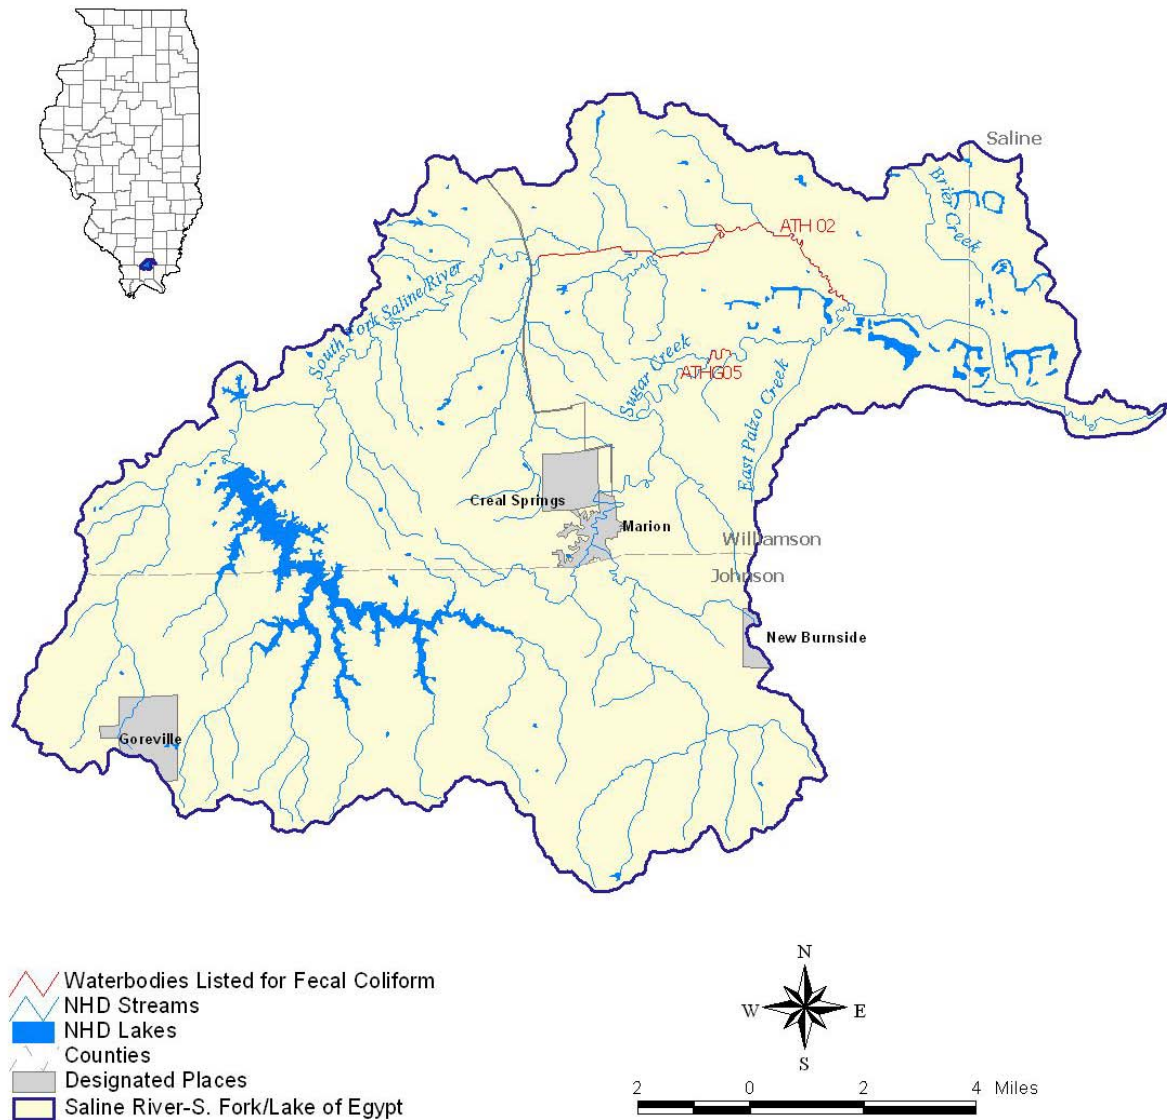 Saline
Brier Creek
ATH 02
South Fork Saline River
Sugar Creek
ATHG05
East Palzo Creek
Creal Springs
Marion
Williamson
Johnson
New Burnside
Goreville
Waterbodies Listed for Fecal Coliform
NHD Streams
NHD Lakes
Counties
Designated Places
Saline River-S. Fork/Lake of Egypt
N
W E
S
2 0 2 4 Miles